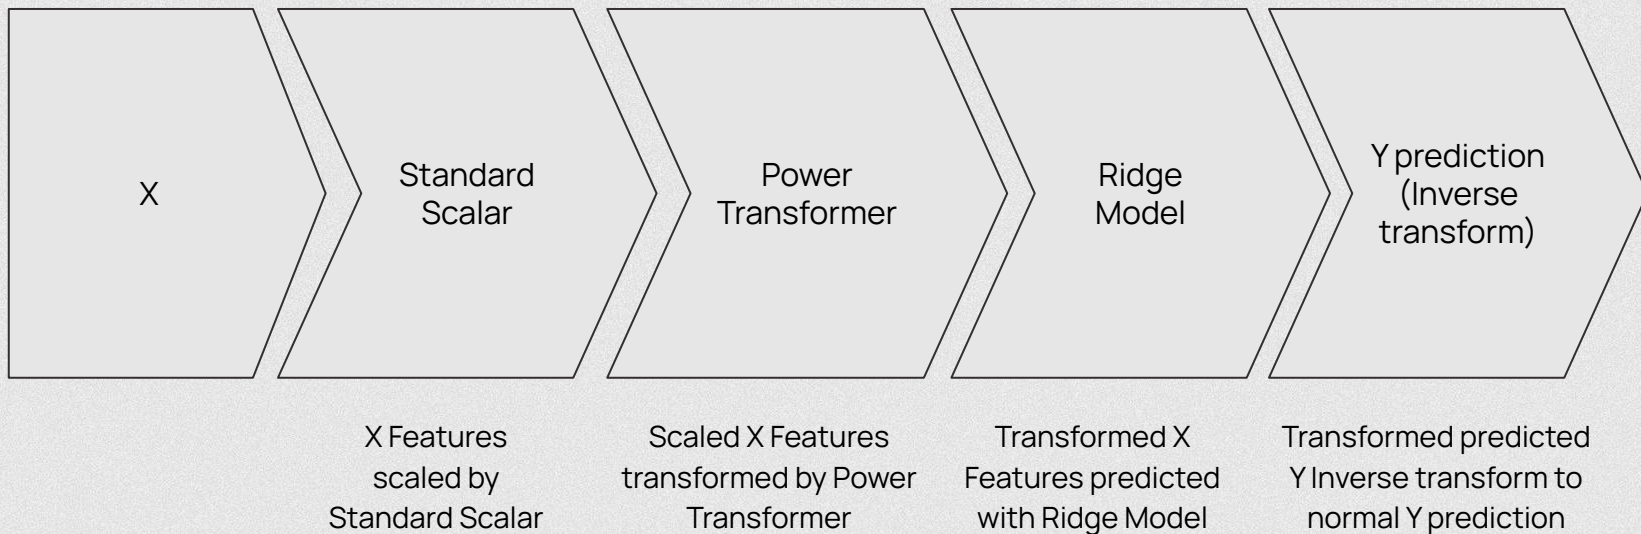 X
Standard
Scalar
Power
Transformer
Ridge
Model
Y prediction
(Inverse
transform)
X Features
scaled by
Standard Scalar
Scaled X Features
transformed by Power
Transformer
Transformed X
Features predicted
with Ridge Model
Transformed predicted
Y Inverse transform to
normal Y prediction